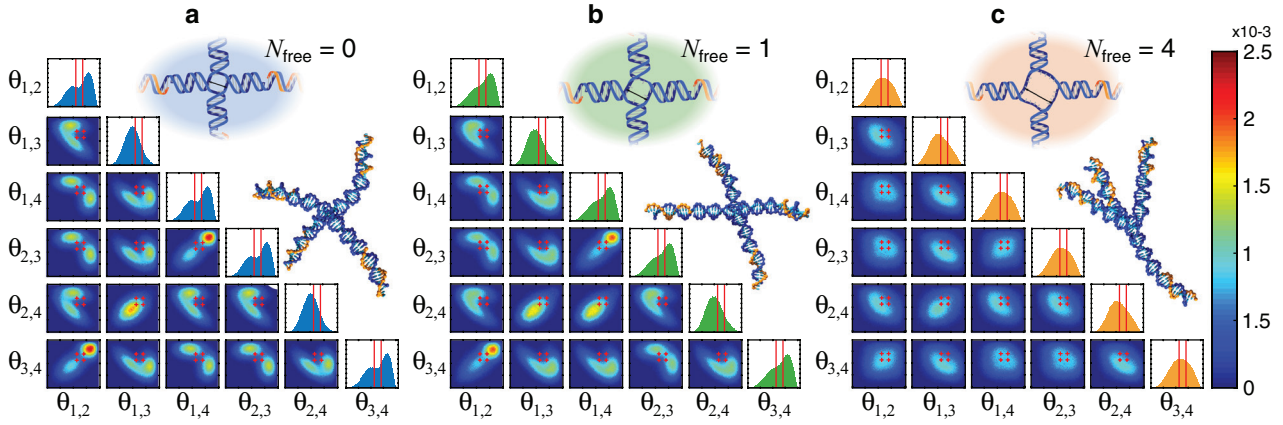 a
b
c
N_free = 0
N_free = 1
N_free = 4
x10-3
2.5
2
1.5
1
1.5
0
θ1,2
θ1,3
θ1,4
θ2,3
θ2,4
θ3,4
θ1,2 θ1,3 θ1,4 θ2,3 θ2,4 θ3,4
θ1,2
θ1,3
θ1,4
θ2,3
θ2,4
θ3,4
θ1,2 θ1,3 θ1,4 θ2,3 θ2,4 θ3,4
θ1,2
θ1,3
θ1,4
θ2,3
θ2,4
θ3,4
θ1,2 θ1,3 θ1,4 θ2,3 θ2,4 θ3,4